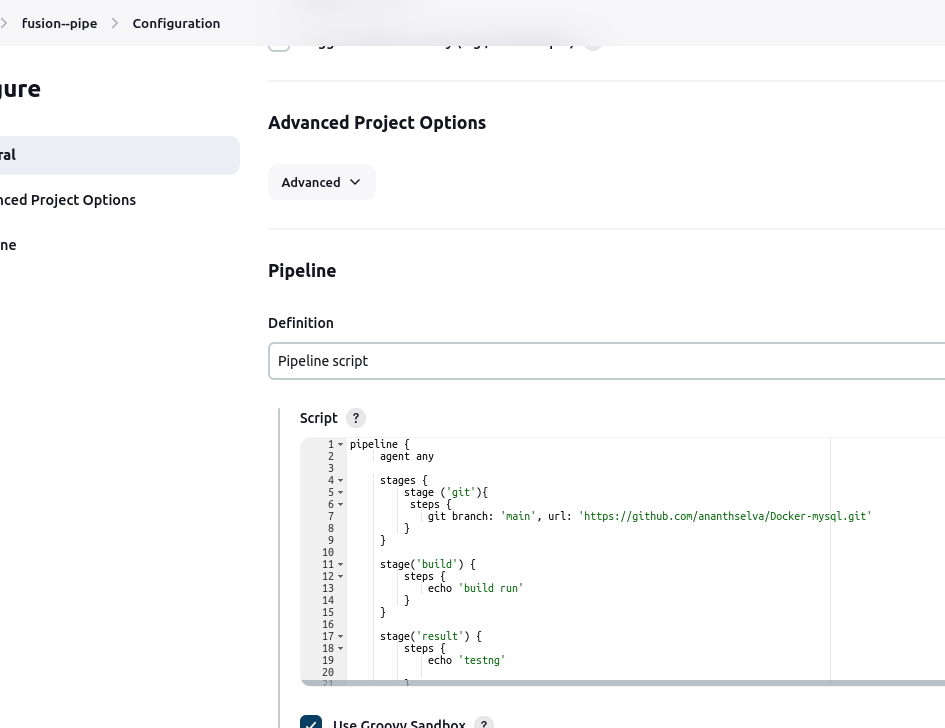 fusion--pipe > Configuration
gure
ral
nced Project Options
ne
Advanced Project Options
Advanced
Pipeline
Definition
Pipeline script
Script ?
1 pipeline {
2 agent any
3
4 stages {
5 stage ('git'){
6 steps {
7 git branch: 'main', url: 'https://github.com/ananthselva/Docker-mysql.git'
8 }
9 }
10
11 stage('build') {
12 steps {
13 echo 'build run'
14 }
15 }
16
17 stage('result') {
18 steps {
19 echo 'testng'
20
21 }
Use Groovy Sandbox ?